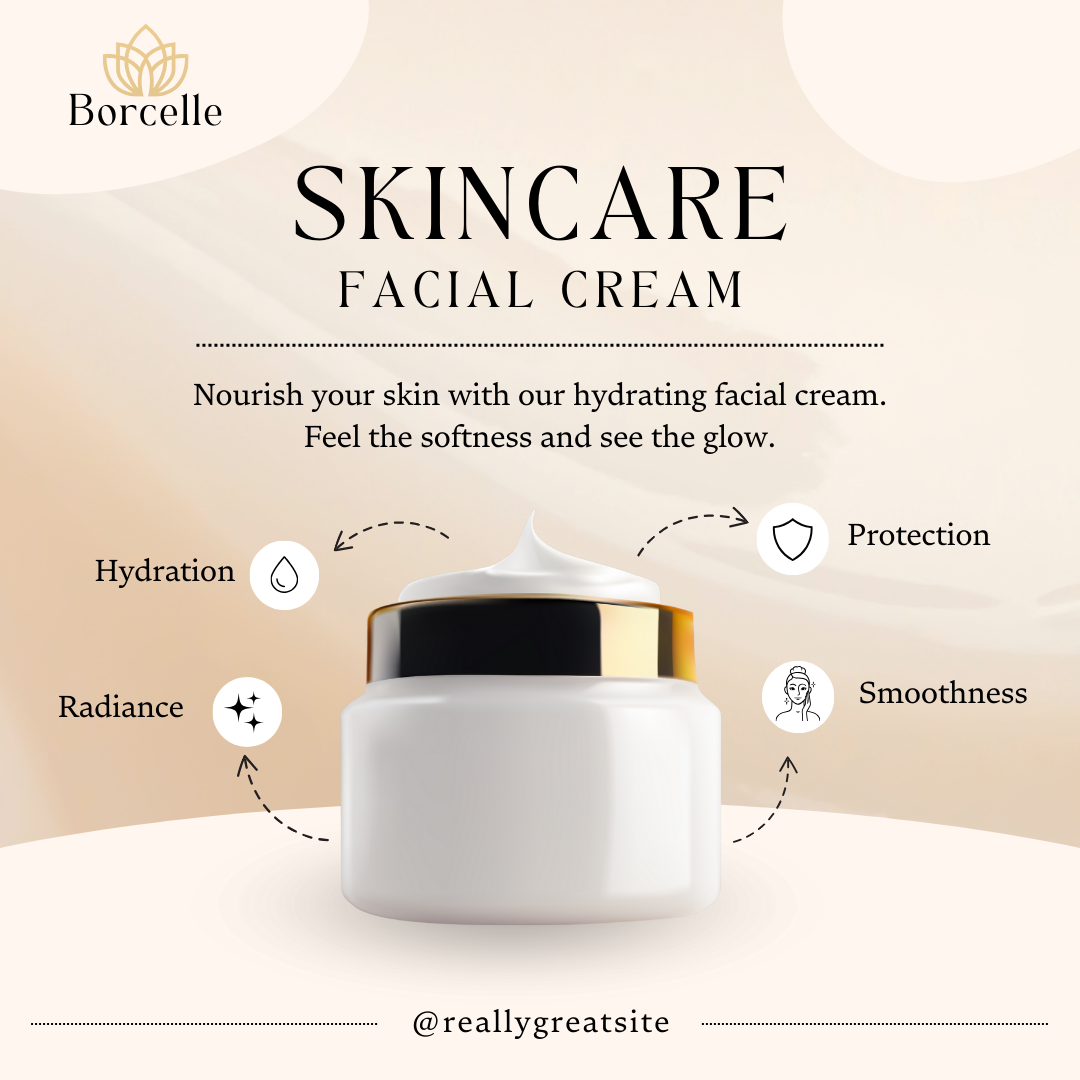 Borcelle
SKINCARE
FACIAL CREAM
Nourish your skin with our hydrating facial cream.
Feel the softness and see the glow.
Protection
Hydration
Smoothness
Radiance
@reallygreatsite